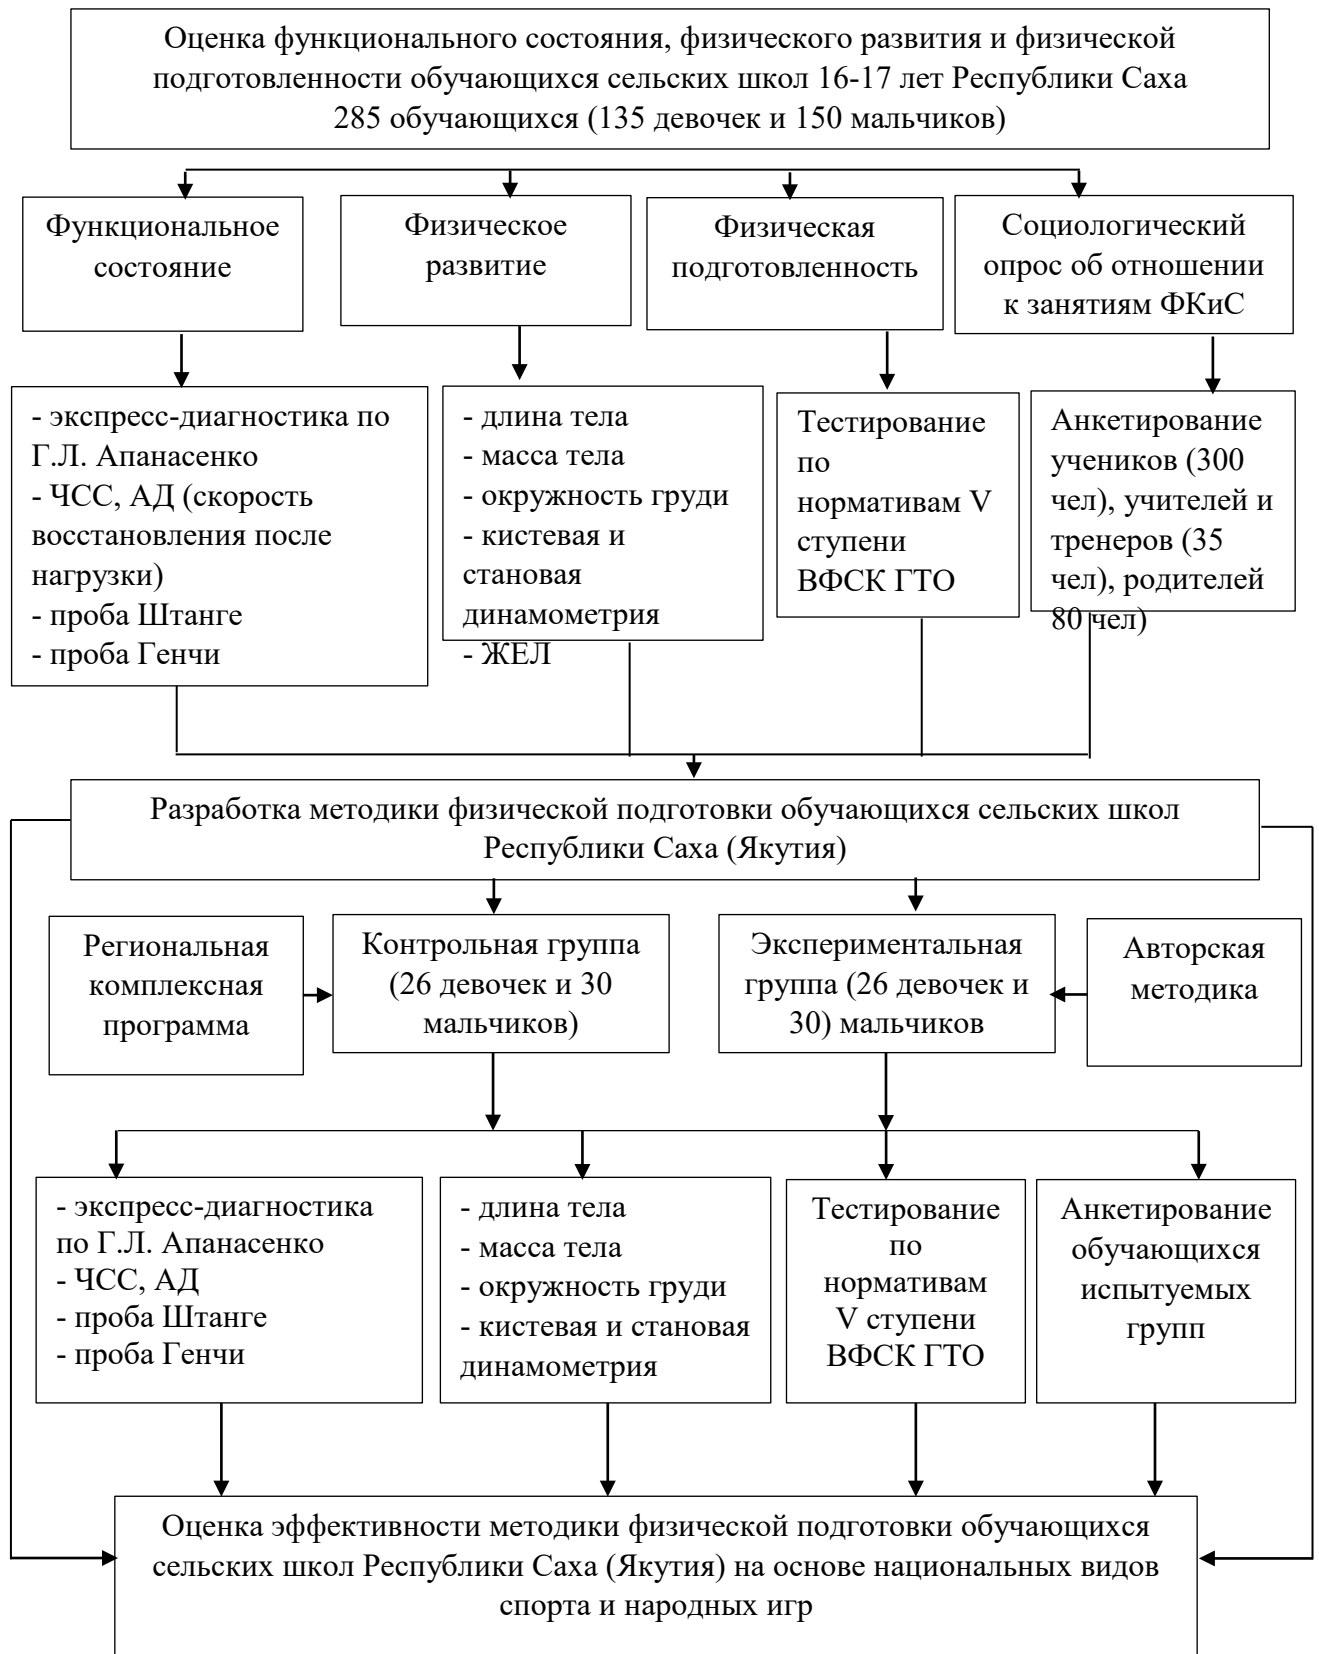 Оценка функционального состояния, физического развития и физической
подготовленности обучающихся сельских школ 16-17 лет Республики Саха
285 обучающихся (135 девочек и 150 мальчиков)
Функциональное
состояние
Физическое
развитие
Физическая
подготовленность
Социологический
опрос об отношении
к занятиям ФКиС
- экспресс-диагностика по
Г.Л. Апанасенко
- ЧСС, АД (скорость
восстановления после
нагрузки)
- проба Штанге
- проба Генчи
- длина тела
- масса тела
- окружность груди
- кистевая и
становая
динамометрия
- ЖЕЛ
Тестирование
по
нормативам V
ступени
ВФСК ГТО
Анкетирование
учеников (300
чел), учителей и
тренеров (35
чел), родителей
80 чел)
Разработка методики физической подготовки обучающихся сельских школ
Республики Саха (Якутия)
Региональная
комплексная
программа
Контрольная группа
(26 девочек и 30
мальчиков)
Экспериментальная
группа (26 девочек и
30) мальчиков
Авторская
методика
- экспресс-диагностика
по Г.Л. Апанасенко
- ЧСС, АД
- проба Штанге
- проба Генчи
- длина тела
- масса тела
- окружность груди
- кистевая и становая
динамометрия
Тестирование
по
нормативам
V ступени
ВФСК ГТО
Анкетирование
обучающихся
испытуемых
групп
Оценка эффективности методики физической подготовки обучающихся
сельских школ Республики Саха (Якутия) на основе национальных видов
спорта и народных игр